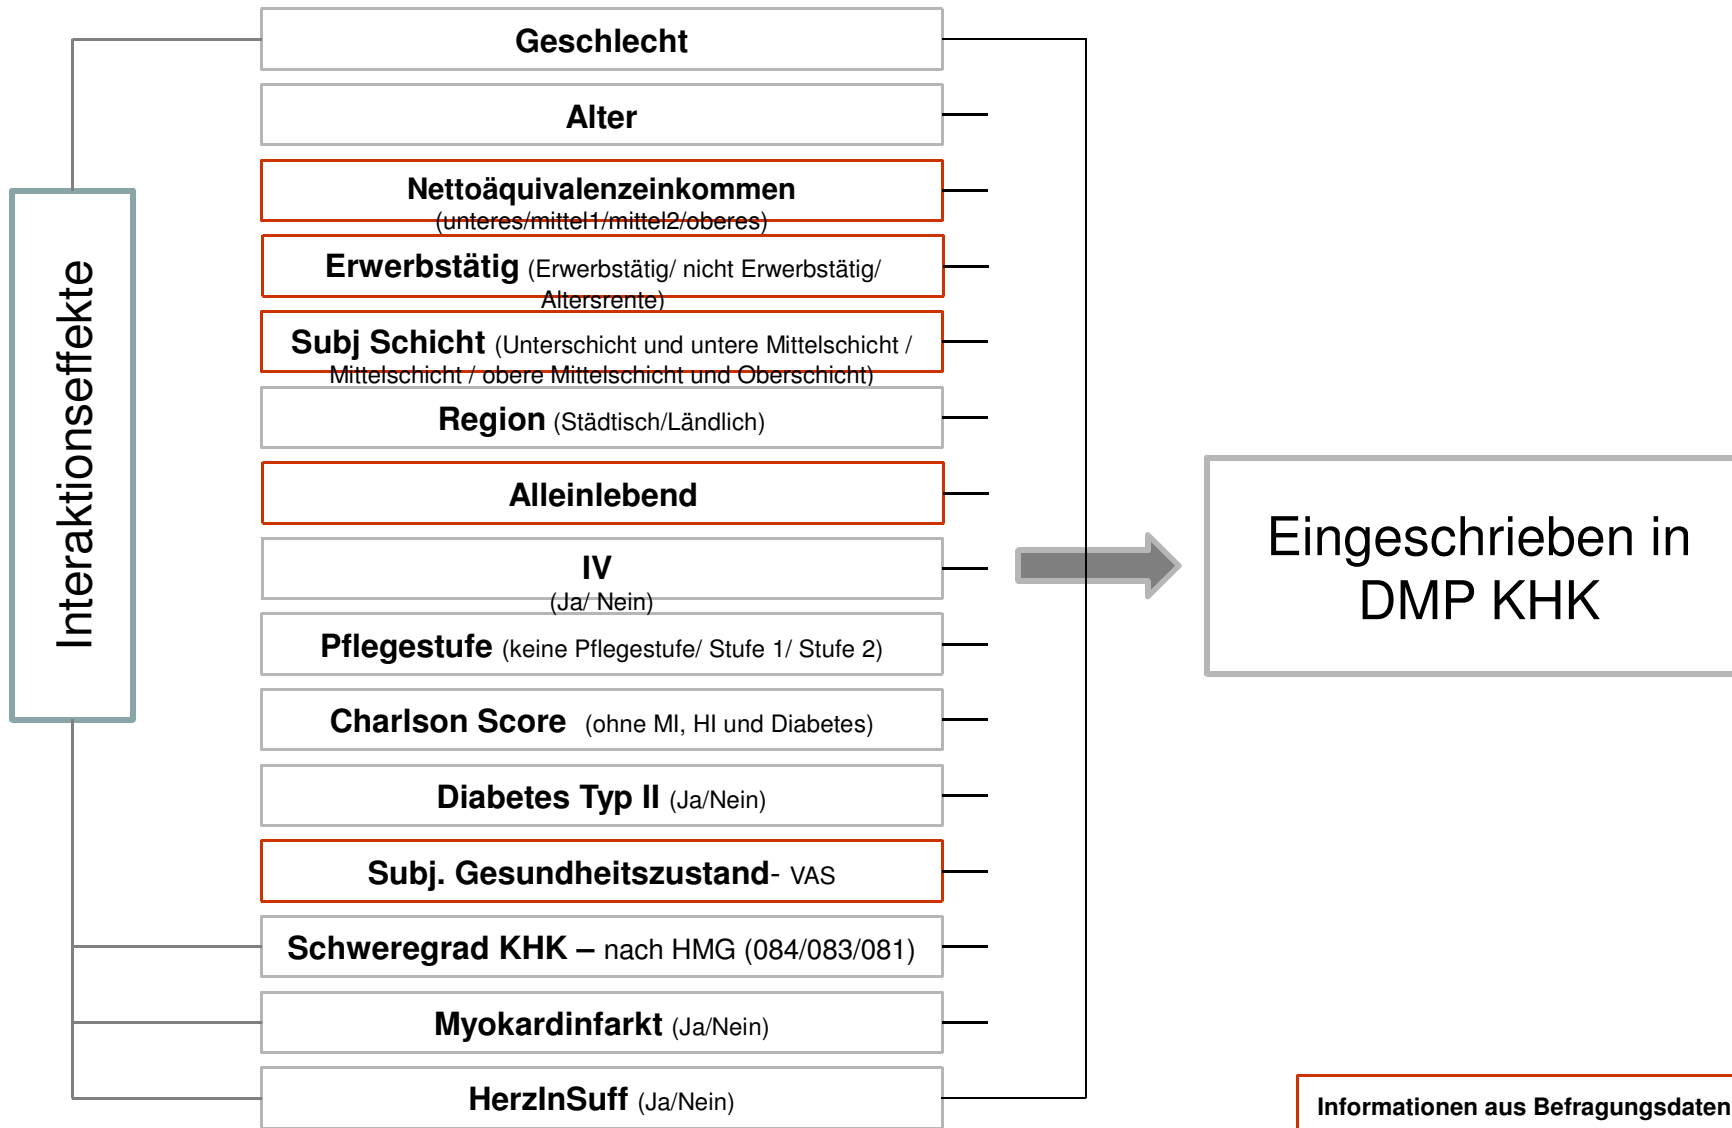 Geschlecht
Alter
Nettoäquivalenzeinkommen
(unteres/mittel1/mittel2/oberes)
Erwerbstätig (Erwerbstätig/ nicht Erwerbstätig/
Altersrente)
Subj Schicht (Unterschicht und untere Mittelschicht /
Mittelschicht / obere Mittelschicht und Oberschicht)
Region (Städtisch/Ländlich)
Alleinlebend
IV
(Ja/ Nein)
Pflegestufe (keine Pflegestufe/ Stufe 1/ Stufe 2)
Charlson Score (ohne MI, HI und Diabetes)
Diabetes Typ II (Ja/Nein)
Subj. Gesundheitszustand- VAS
Schweregrad KHK – nach HMG (084/083/081)
Myokardinfarkt (Ja/Nein)
HerzInSuff (Ja/Nein)
Interaktionseffekte
Eingeschrieben in
DMP KHK
Informationen aus Befragungsdaten